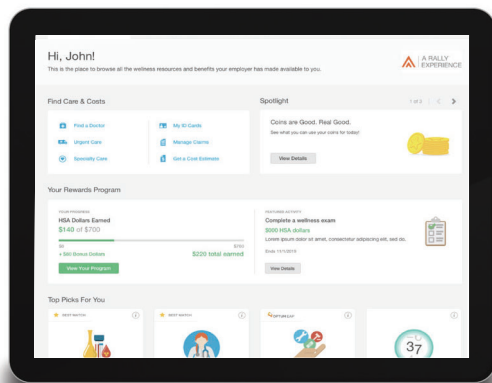 Hi, John!
This is the place to browse all the wellness resources and benefits your employer has made available to you.
A RALLY
EXPERIENCE
Find Care & Costs
Find a Doctor
Urgent Care
Specialty Care
My ID Cards
Manage Claims
Get a Cost Estimate
Spotlight
1 of 2
Coins are Good. Real Good.
See what you can use your coins for today!
View Details
Your Rewards Program
YOUR PROGRESS
HSA Dollars Earned
$140 of $700
$0
+ $80 Bonus Dollars
$220 total earned
View Your Program
FEATURED ACTIVITY
Complete a wellness exam
HSA dollars
Lorem ipsum dolor sit amet, consectetur adipiscing elit, sed do.
View Details
Top Picks For You
BEST MATCH
BEST MATCH
37